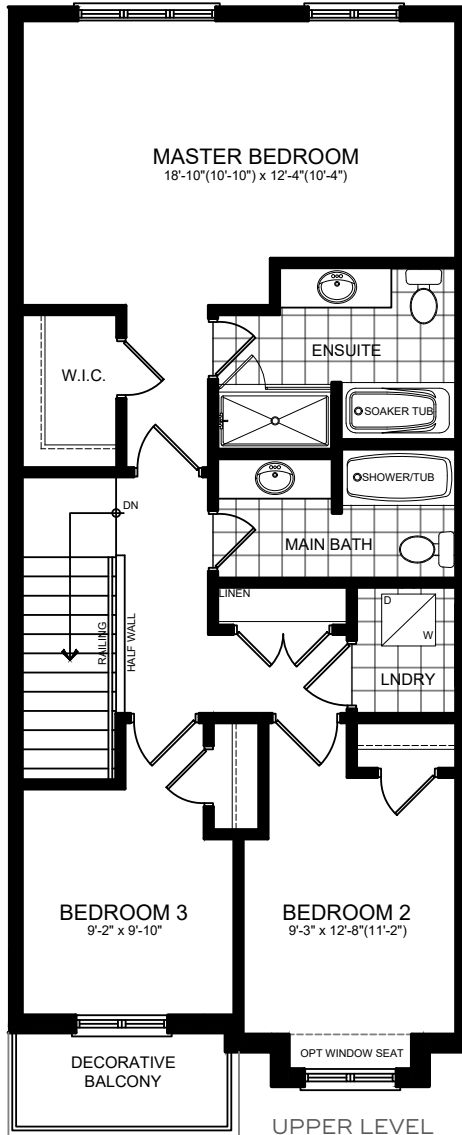 MASTER BEDROOM
18'-10"(10'-10") x 12'-4"(10'-4")
ENSUITE
W.I.C.
SOAKER TUB
SHOWER/TUB
DN
MAIN BATH
LINEN
D
W
RAILING
HALF WALL
LNDRY
BEDROOM 3
9'-2" x 9'-10"
BEDROOM 2
9'-3" x 12'-8"(11'-2")
OPT WINDOW SEAT
DECORATIVE
BALCONY
UPPER LEVEL